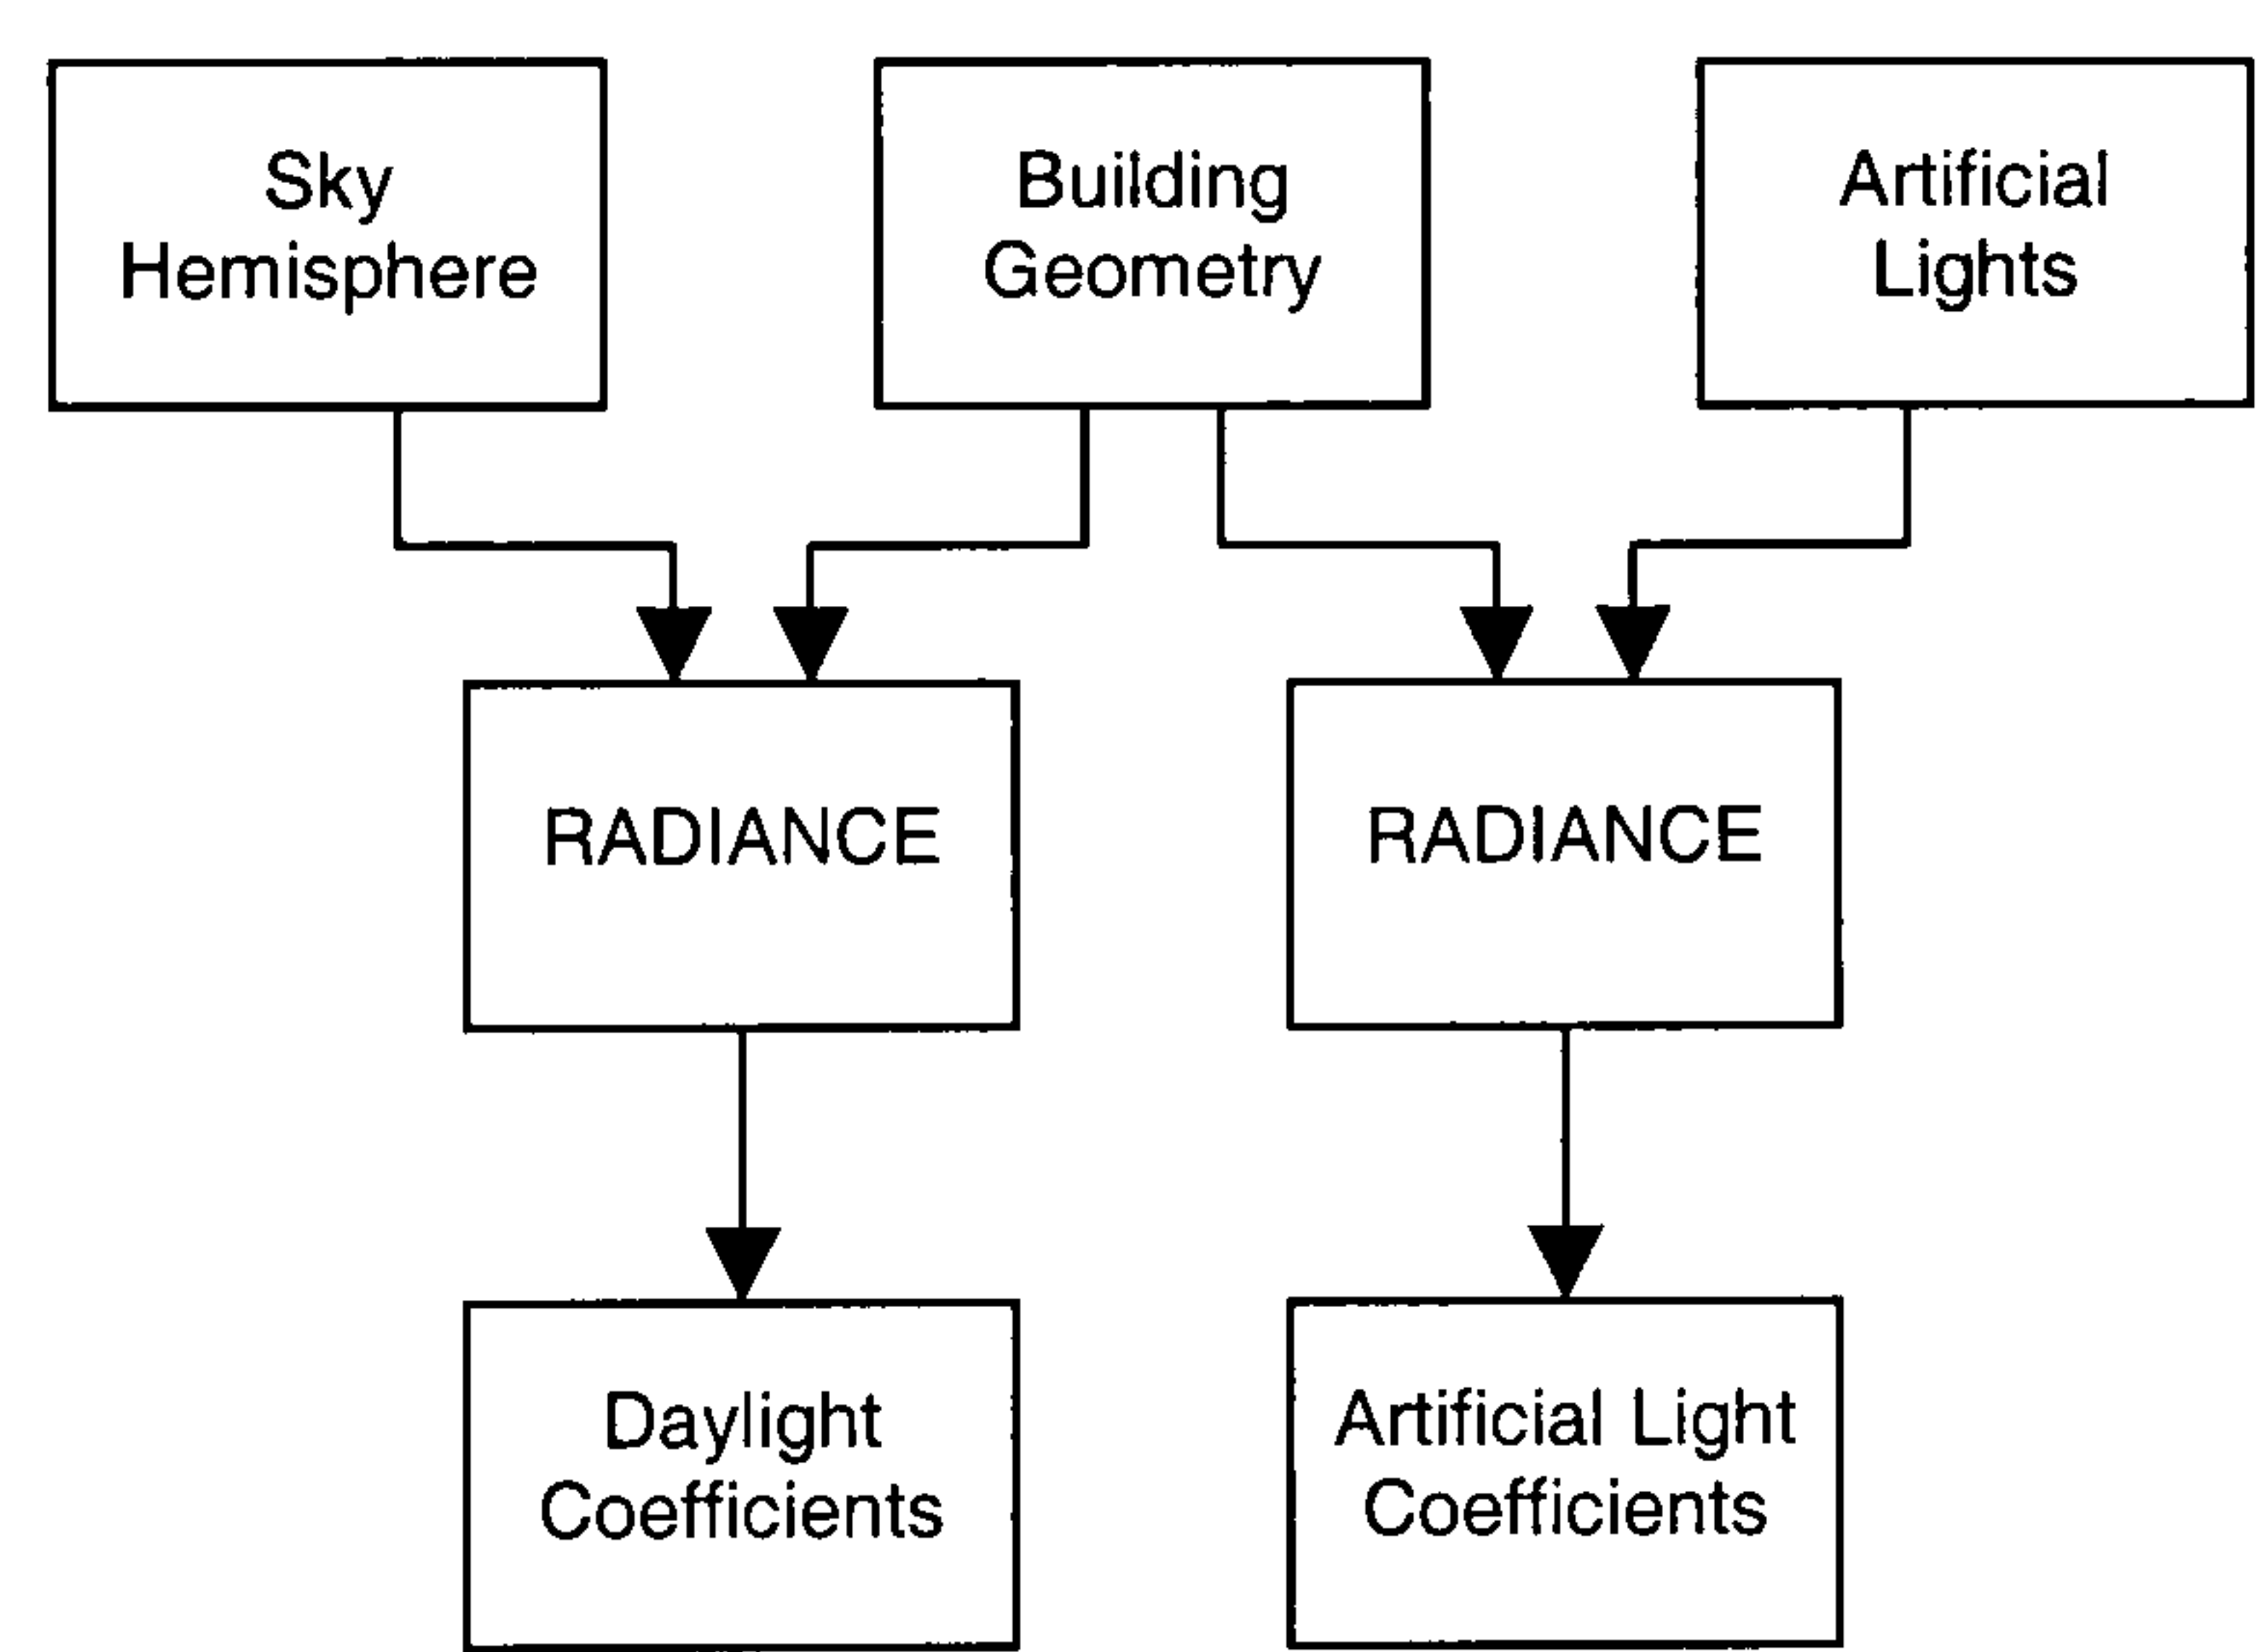 Sky
Hemisphere
Building
Geometry
Artificial
Lights
RADIANCE
RADIANCE
Daylight
Coefficients
Artificial Light
Coefficients